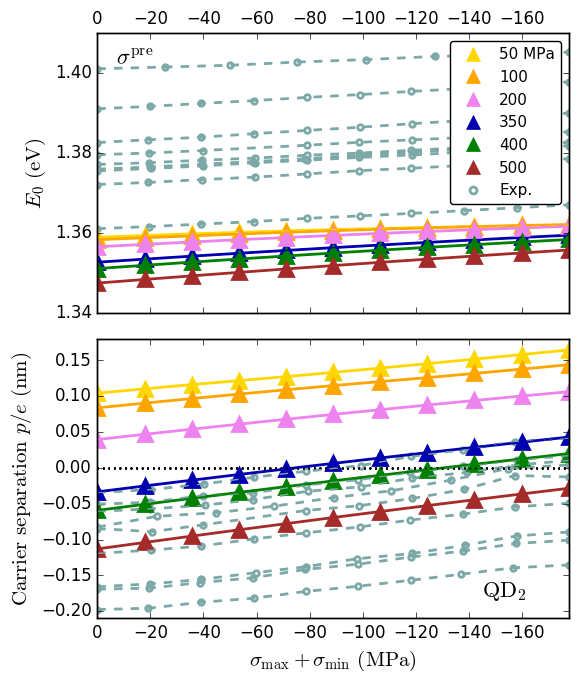 0 −20 −40 −60 −80 −100 −120 −140 −160
σ^pre
50 MPa
100
200
350
400
500
Exp.
1.40
1.38
1.36
1.34
E₀ (eV)
0.15
0.10
0.05
0.00
−0.05
−0.10
−0.15
−0.20
Carrier separation p/e (nm)
QD₂
0 −20 −40 −60 −80 −100 −120 −140 −160
σ_max + σ_min (MPa)